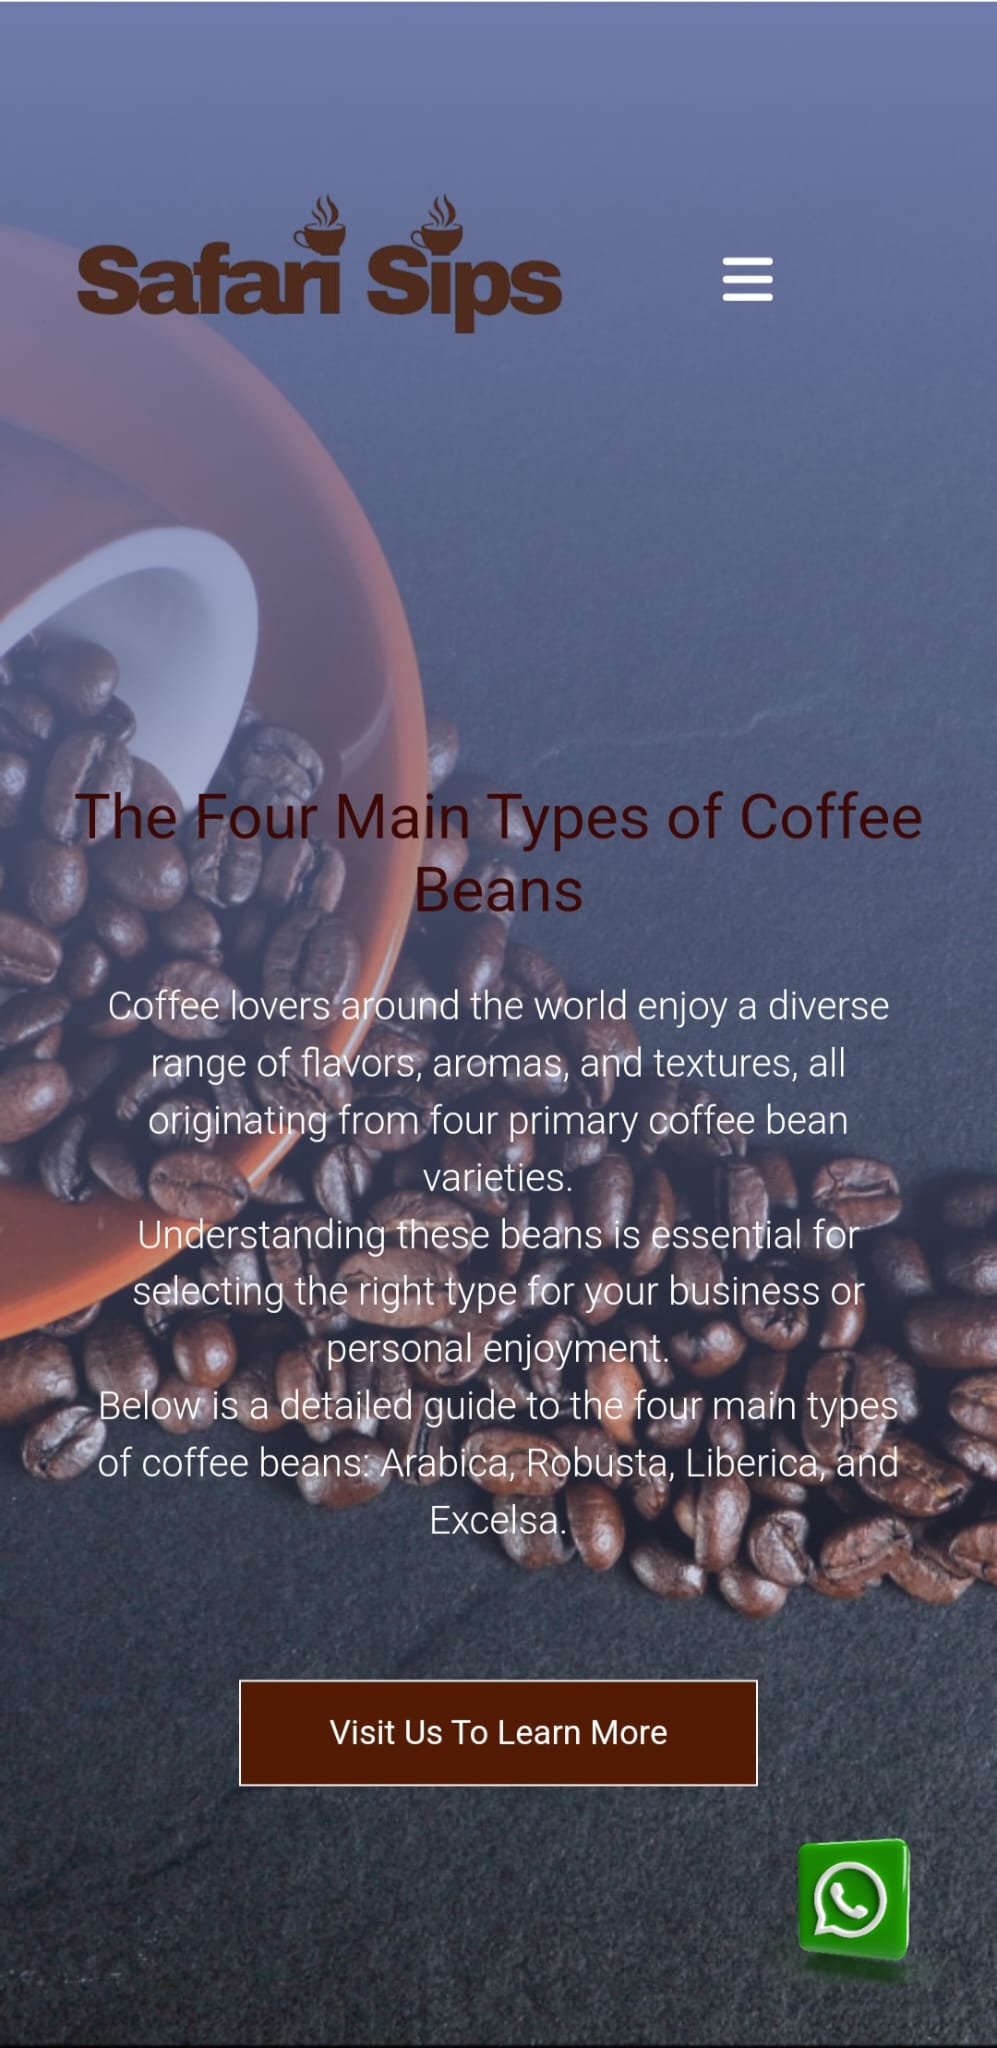 Safari Sips
The Four Main Types of Coffee
Beans
Coffee lovers around the world enjoy a diverse
range of flavors, aromas, and textures, all
originating from four primary coffee bean
varieties.
Understanding these beans is essential for
selecting the right type for your business or
personal enjoyment.
Below is a detailed guide to the four main types
of coffee beans: Arabica, Robusta, Liberica, and
Excelsa.
Visit Us To Learn More